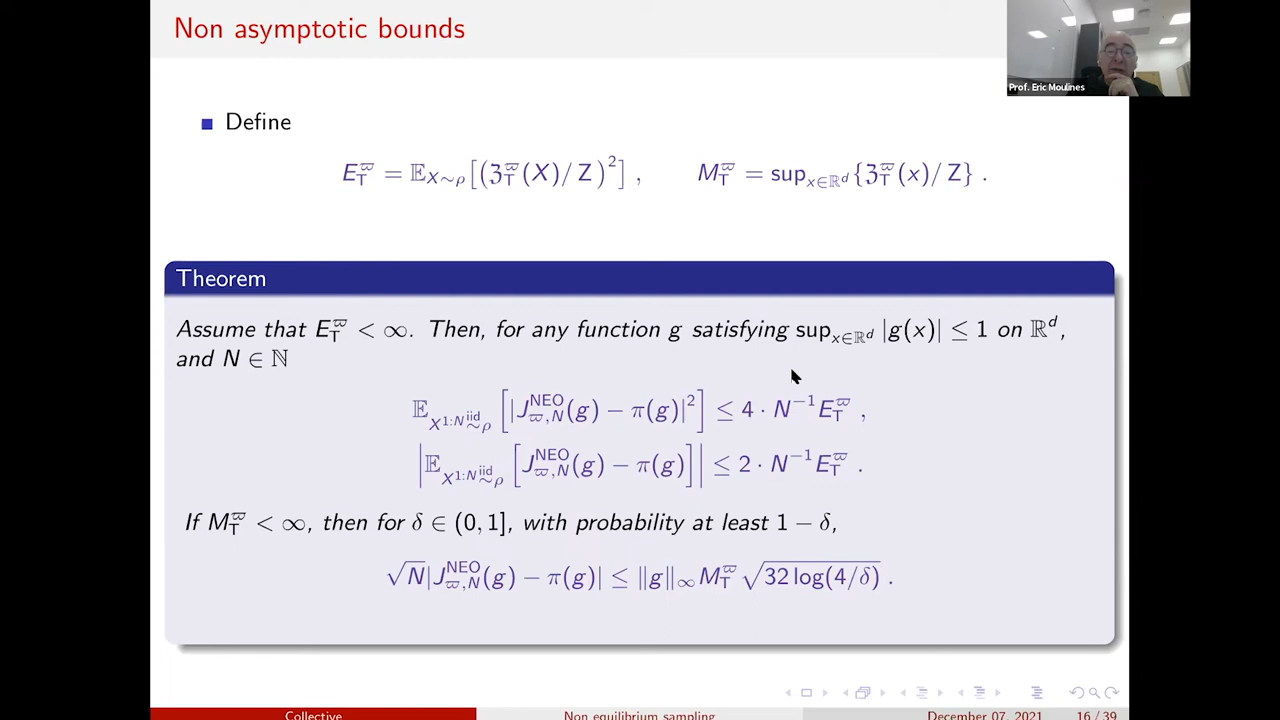 Non asymptotic bounds
Prof. Eric Moulines
Define
E_T^ϖ = 𝔼_{X∼ρ}[(ℨ_T^ϖ(X)/Z)^2] , M_T^ϖ = sup_{x∈ℝ^d}{ℨ_T^ϖ(x)/Z} .
Theorem
Assume that E_T^ϖ < ∞. Then, for any function g satisfying sup_{x∈ℝ^d} |g(x)| ≤ 1 on ℝ^d,
and N ∈ ℕ
𝔼_{X^{1:N} iid∼ρ} [|J_{ϖ,N}^{NEO}(g) − π(g)|^2] ≤ 4 · N^{−1}E_T^ϖ ,
|𝔼_{X^{1:N} iid∼ρ} [J_{ϖ,N}^{NEO}(g) − π(g)]| ≤ 2 · N^{−1}E_T^ϖ .
If M_T^ϖ < ∞, then for δ ∈ (0, 1], with probability at least 1 − δ,
√N|J_{ϖ,N}^{NEO}(g) − π(g)| ≤ ‖g‖_∞ M_T^ϖ √(32 log(4/δ)) .
Collective Non equilibrium sampling December 07, 2021 16 / 39